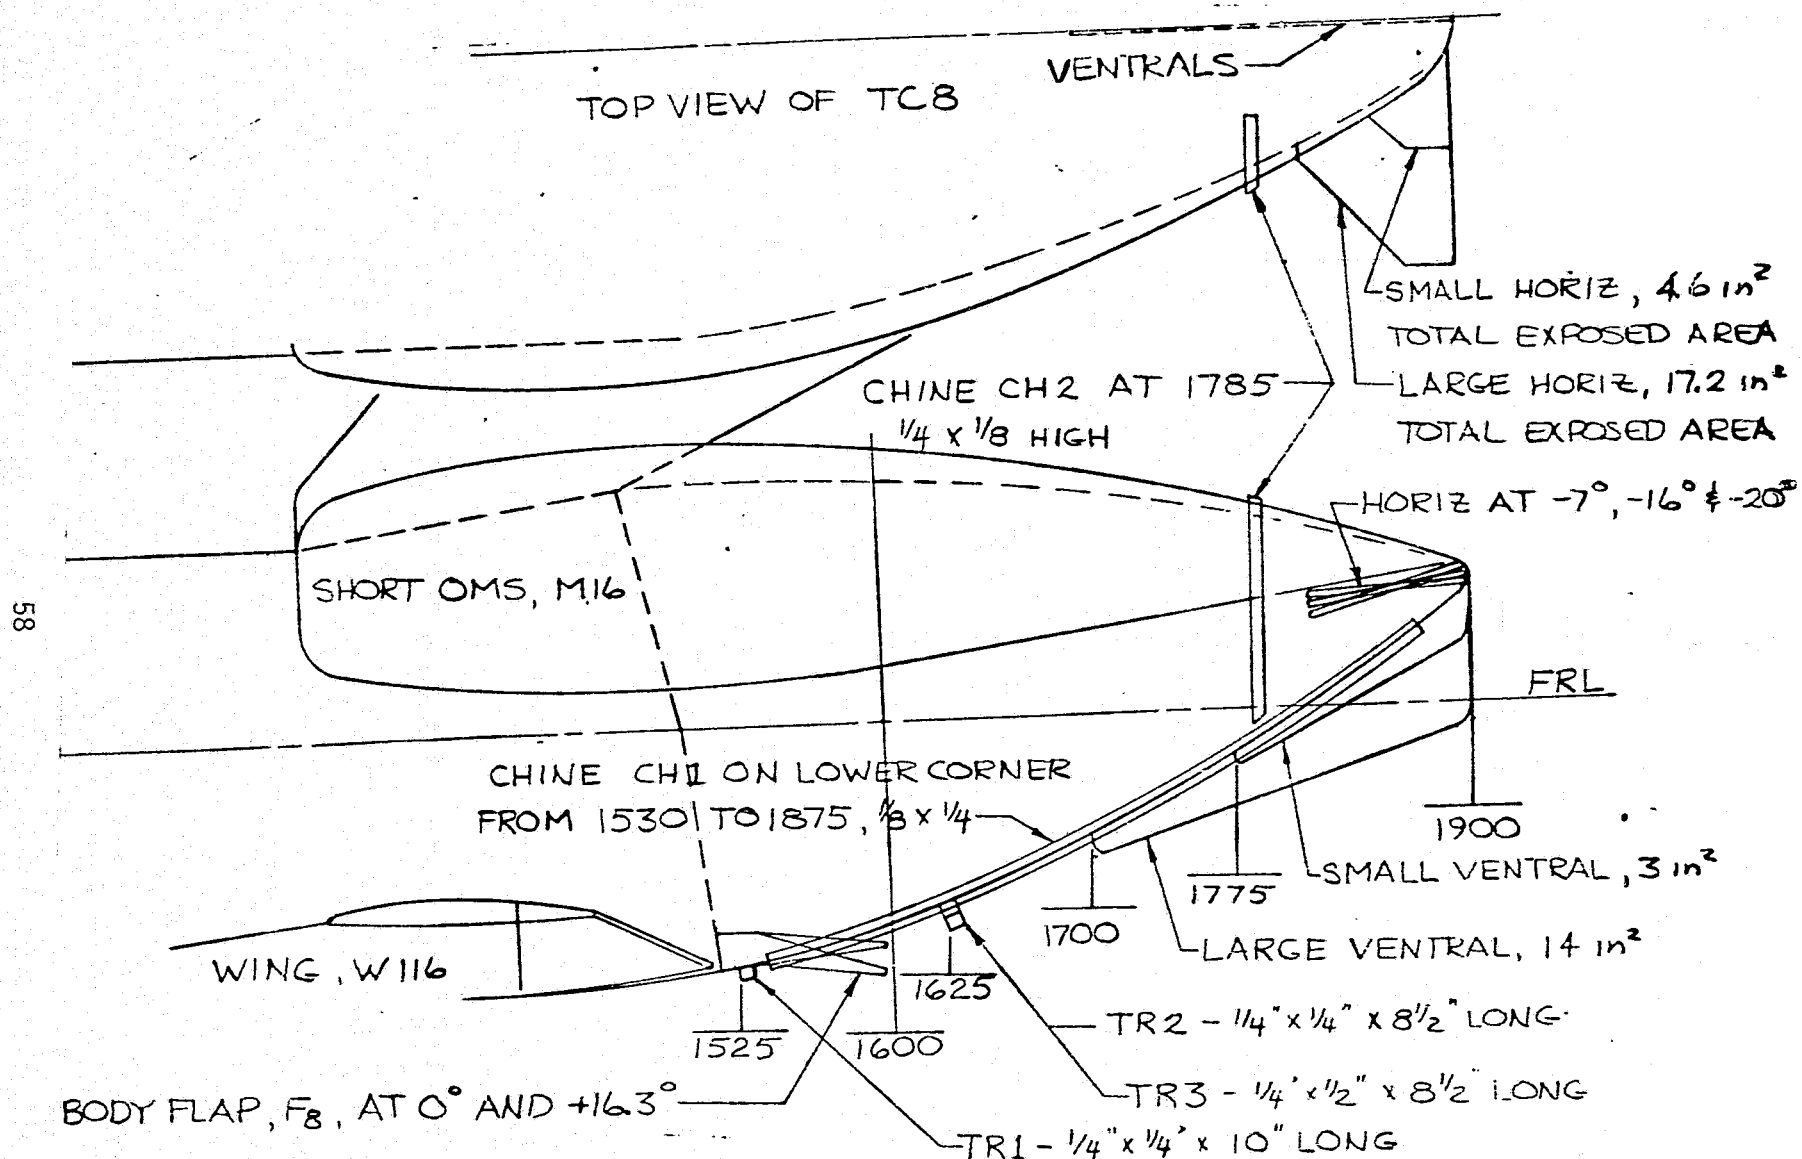 VENTRALS
TOP VIEW OF TC8
SMALL HORIZ, 4.6 in²
TOTAL EXPOSED AREA
CHINE CH2 AT 1785
1/4 x 1/8 HIGH
LARGE HORIZ, 17.2 in²
TOTAL EXPOSED AREA
HORIZ AT -7°, -16° & -20°
SHORT OMS, M16
58
FRL
CHINE CH1 ON LOWER CORNER
FROM 1530 TO 1875, 1/8 x 1/4
1900
SMALL VENTRAL, 3 in²
1775
1700
LARGE VENTRAL, 14 in²
WING, W116
1625
TR2 - 1/4" x 1/4" x 8 1/2" LONG
1525
1600
TR3 - 1/4" x 1/2" x 8 1/2" LONG
BODY FLAP, F8, AT 0° AND +16.3°
TR1 - 1/4" x 1/4" x 10" LONG